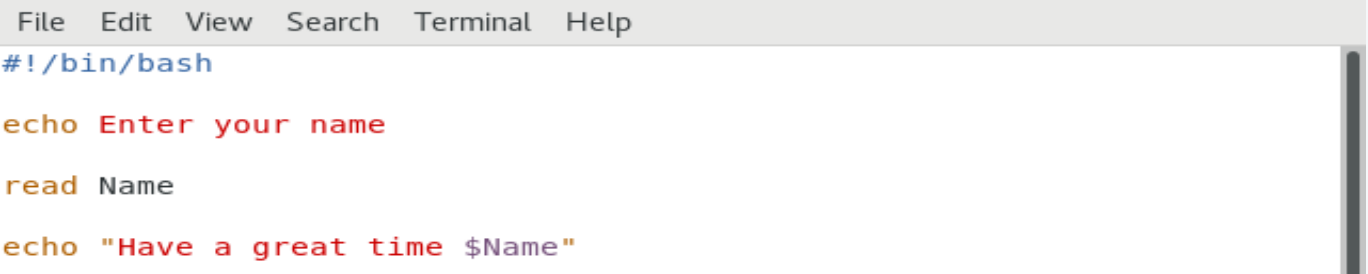 File Edit View Search Terminal Help
#!/bin/bash
echo Enter your name
read Name
echo "Have a great time $Name"